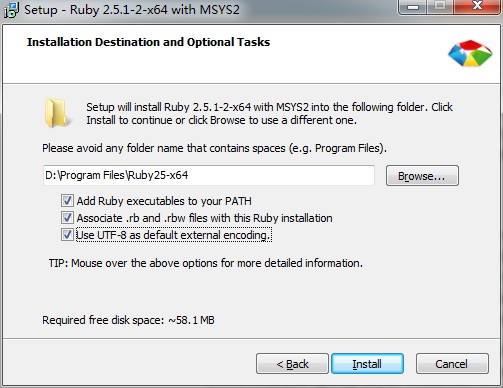 Setup - Ruby 2.5.1-2-x64 with MSYS2
Installation Destination and Optional Tasks
Setup will install Ruby 2.5.1-2-x64 with MSYS2 into the following folder. Click
Install to continue or click Browse to use a different one.
Please avoid any folder name that contains spaces (e.g. Program Files).
D:\Program Files\Ruby25-x64
Browse...
Add Ruby executables to your PATH
Associate .rb and .rbw files with this Ruby installation
Use UTF-8 as default external encoding.
TIP: Mouse over the above options for more detailed information.
Required free disk space: ~58.1 MB
< Back
Install
Cancel